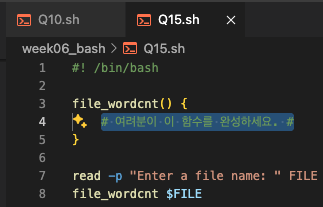 Q10.sh Q15.sh ×
week06_bash > Q15.sh
1 #! /bin/bash
2
3 file_wordcnt() {
4 # 여러분이 이 함수를 완성하세요. #
5 }
6
7 read -p "Enter a file name: " FILE
8 file_wordcnt $FILE